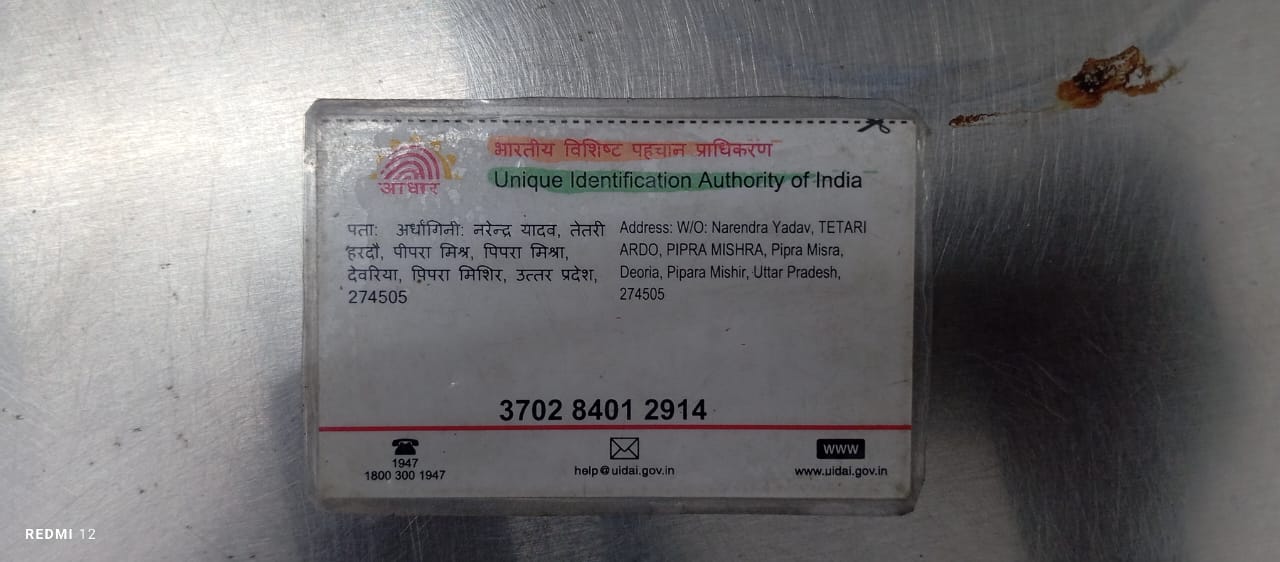 भारतीय विशिष्ट पहचान प्राधिकरण
आधार
Unique Identification Authority of India
पता: अर्धांगिनी: नरेन्द्र यादव, तेतरी
हरदौ, पीपरा मिश्र, पिपरा मिश्रा,
देवरिया, पिपरा मिशिर, उत्तर प्रदेश,
274505
Address: W/O: Narendra Yadav, TETARI
ARDO, PIPRA MISHRA, Pipra Misra,
Deoria, Pipara Mishir, Uttar Pradesh,
274505
3702 8401 2914
1947
1800 300 1947
help@uidai.gov.in
www
www.uidai.gov.in
REDMI 12